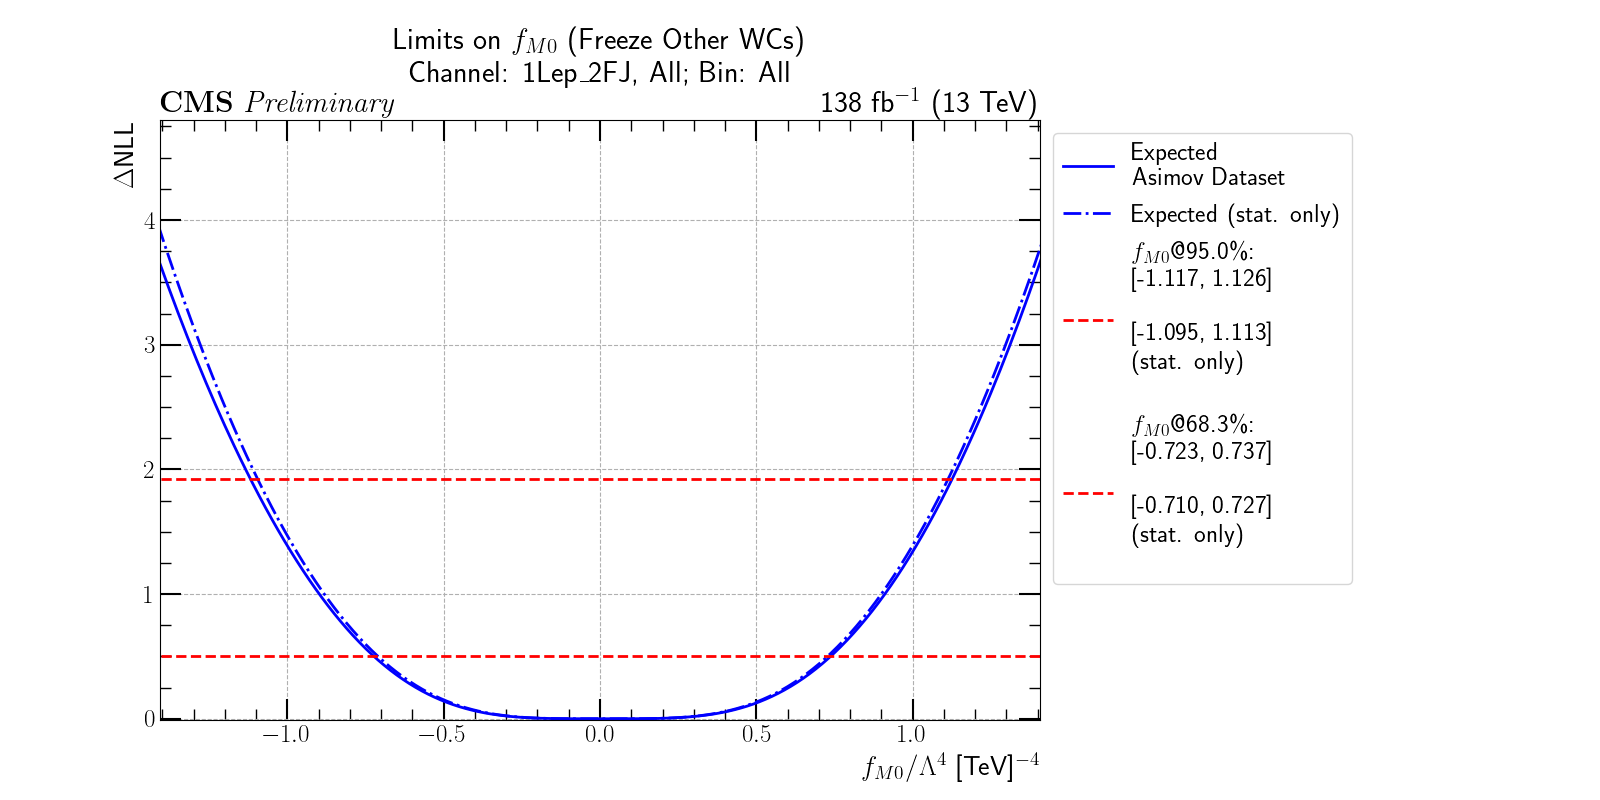 Limits on f_{M0} (Freeze Other WCs)
Channel: 1Lep_2FJ, All; Bin: All
CMS Preliminary
138 fb^{-1} (13 TeV)
ΔNLL
4
3
2
1
0
−1.0
−0.5
0.0
0.5
1.0
f_{M0}/Λ^4 [TeV]^{-4}
Expected
Asimov Dataset
Expected (stat. only)
f_{M0}@95.0%:
[-1.117, 1.126]
[-1.095, 1.113]
(stat. only)
f_{M0}@68.3%:
[-0.723, 0.737]
[-0.710, 0.727]
(stat. only)